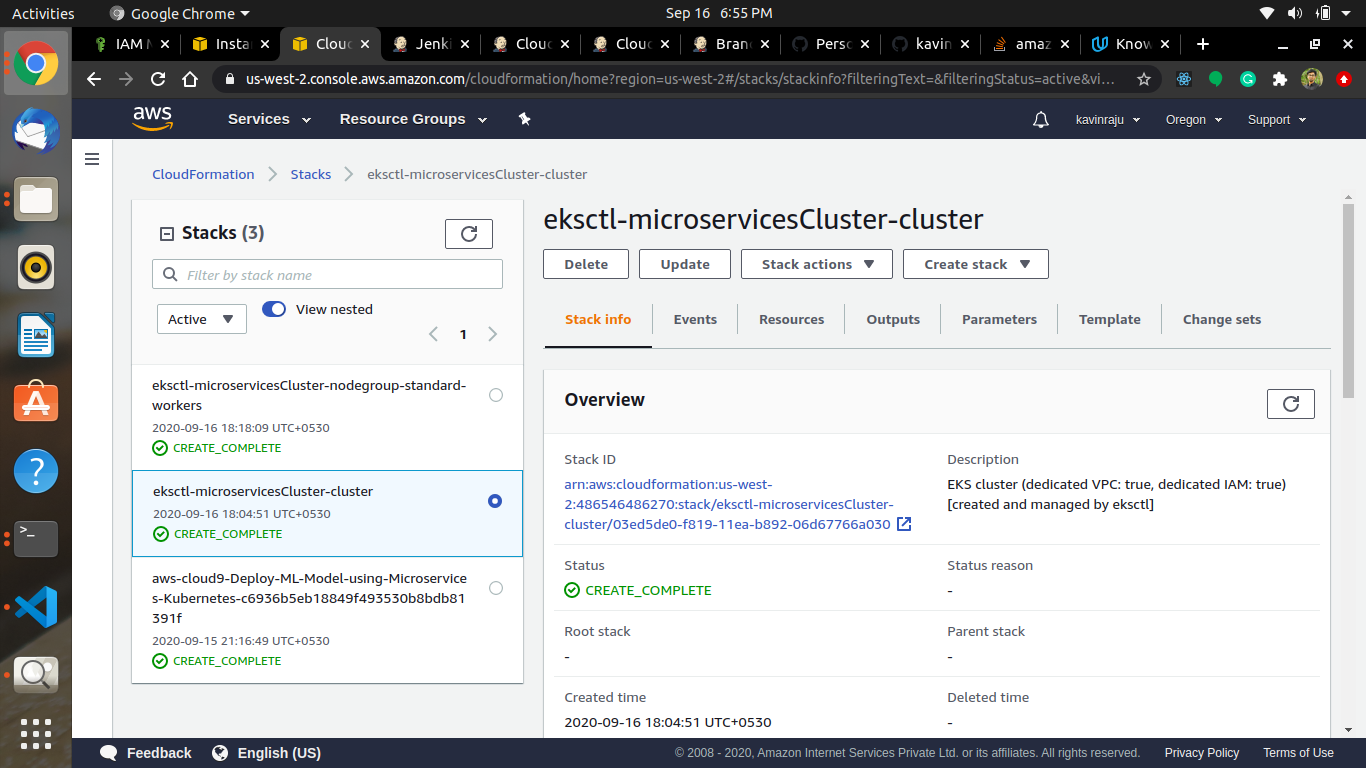 Activities
Google Chrome
Sep 16 6:55 PM
IAM M
Insta
Cloud
Jenki
Cloud
Cloud
Bran
Perso
kavin
amaz
Know
us-west-2.console.aws.amazon.com/cloudformation/home?region=us-west-2#/stacks/stackinfo?filteringText=&filteringStatus=active&vi…
aws
Services
Resource Groups
kavinraju
Oregon
Support
CloudFormation
Stacks
eksctl-microservicesCluster-cluster
Stacks (3)
Filter by stack name
Active
View nested
1
eksctl-microservicesCluster-nodegroup-standard-
workers
2020-09-16 18:18:09 UTC+0530
CREATE_COMPLETE
eksctl-microservicesCluster-cluster
2020-09-16 18:04:51 UTC+0530
CREATE_COMPLETE
aws-cloud9-Deploy-ML-Model-using-Microservice
s-Kubernetes-c6936b5eb18849f493530b8bdb81
391f
2020-09-15 21:16:49 UTC+0530
CREATE_COMPLETE
eksctl-microservicesCluster-cluster
Delete
Update
Stack actions
Create stack
Stack info
Events
Resources
Outputs
Parameters
Template
Change sets
Overview
Stack ID
arn:aws:cloudformation:us-west-
2:486546486270:stack/eksctl-microservicesCluster-
cluster/03ed5de0-f819-11ea-b892-06d67766a030
Description
EKS cluster (dedicated VPC: true, dedicated IAM: true)
[created and managed by eksctl]
Status
CREATE_COMPLETE
Status reason
-
Root stack
-
Parent stack
-
Created time
2020-09-16 18:04:51 UTC+0530
Deleted time
-
Feedback
English (US)
© 2008 - 2020, Amazon Internet Services Private Ltd. or its affiliates. All rights reserved.
Privacy Policy
Terms of Use